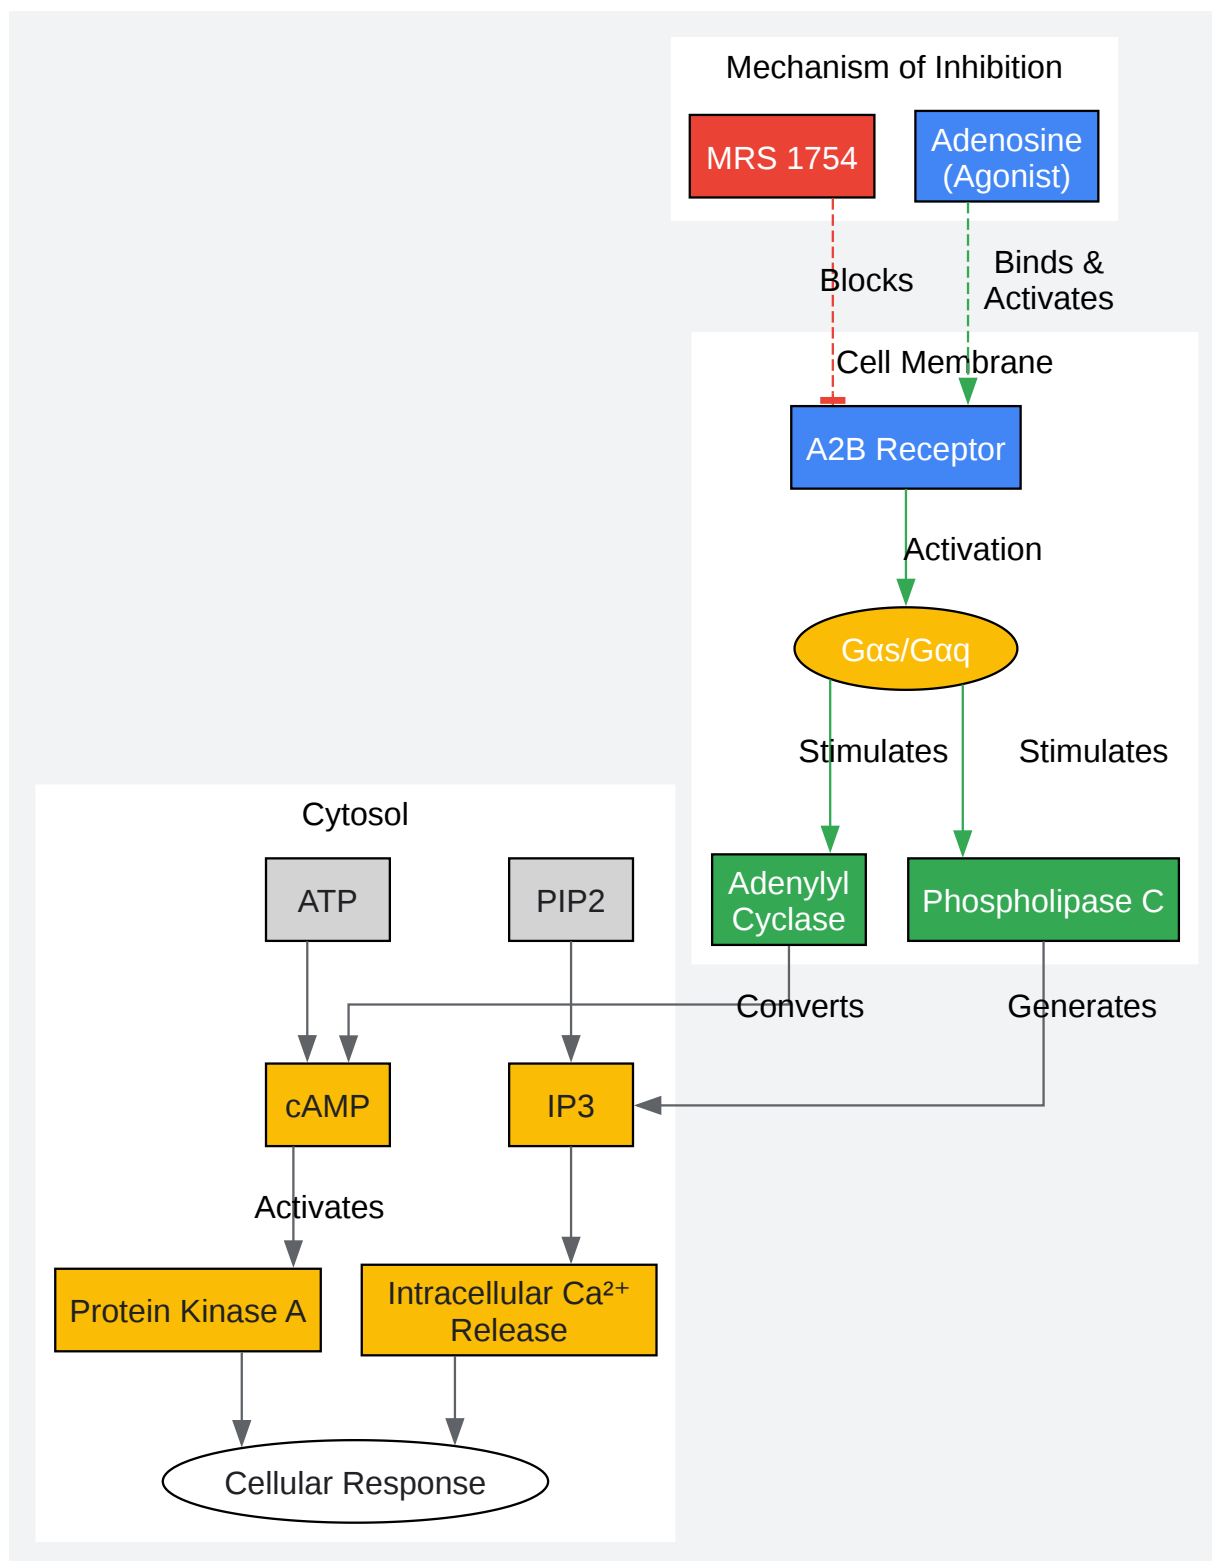 Mechanism of Inhibition
MRS 1754
Adenosine
(Agonist)
Blocks
Binds &
Activates
Cell Membrane
A2B Receptor
Activation
Gαs/Gαq
Stimulates
Stimulates
Cytosol
ATP
PIP2
Adenylyl
Cyclase
Phospholipase C
Converts
Generates
cAMP
IP3
Activates
Protein Kinase A
Intracellular Ca²⁺
Release
Cellular Response